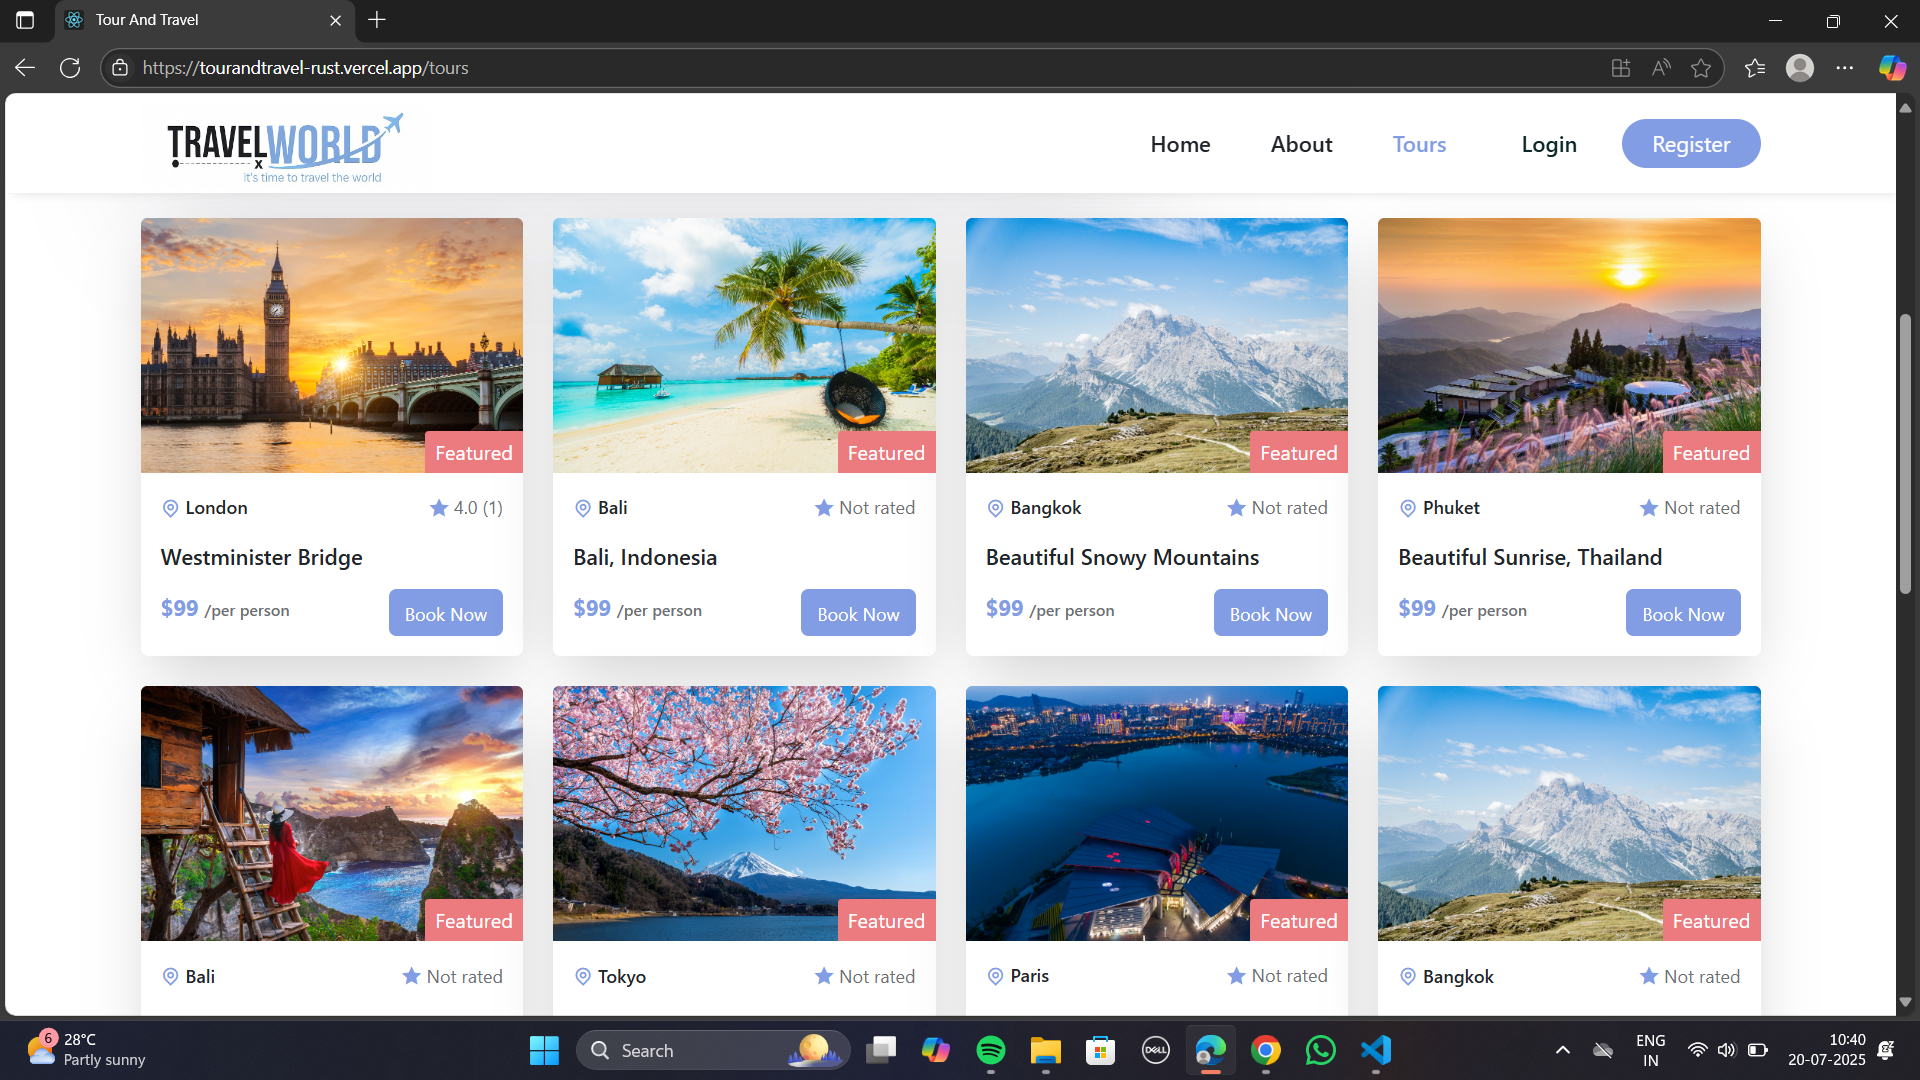 Tour And Travel
https://tourandtravel-rust.vercel.app/tours
TRAVELWORLD
it's time to travel the world
Home
About
Tours
Login
Register
Featured
Featured
Featured
Featured
London
4.0 (1)
Bali
Not rated
Bangkok
Not rated
Phuket
Not rated
Westminister Bridge
Bali, Indonesia
Beautiful Snowy Mountains
Beautiful Sunrise, Thailand
$99 /per person
Book Now
$99 /per person
Book Now
$99 /per person
Book Now
$99 /per person
Book Now
Featured
Featured
Featured
Featured
Bali
Not rated
Tokyo
Not rated
Paris
Not rated
Bangkok
Not rated
6
28°C
Partly sunny
Search
DELL
ENG
IN
10:40
20-07-2025